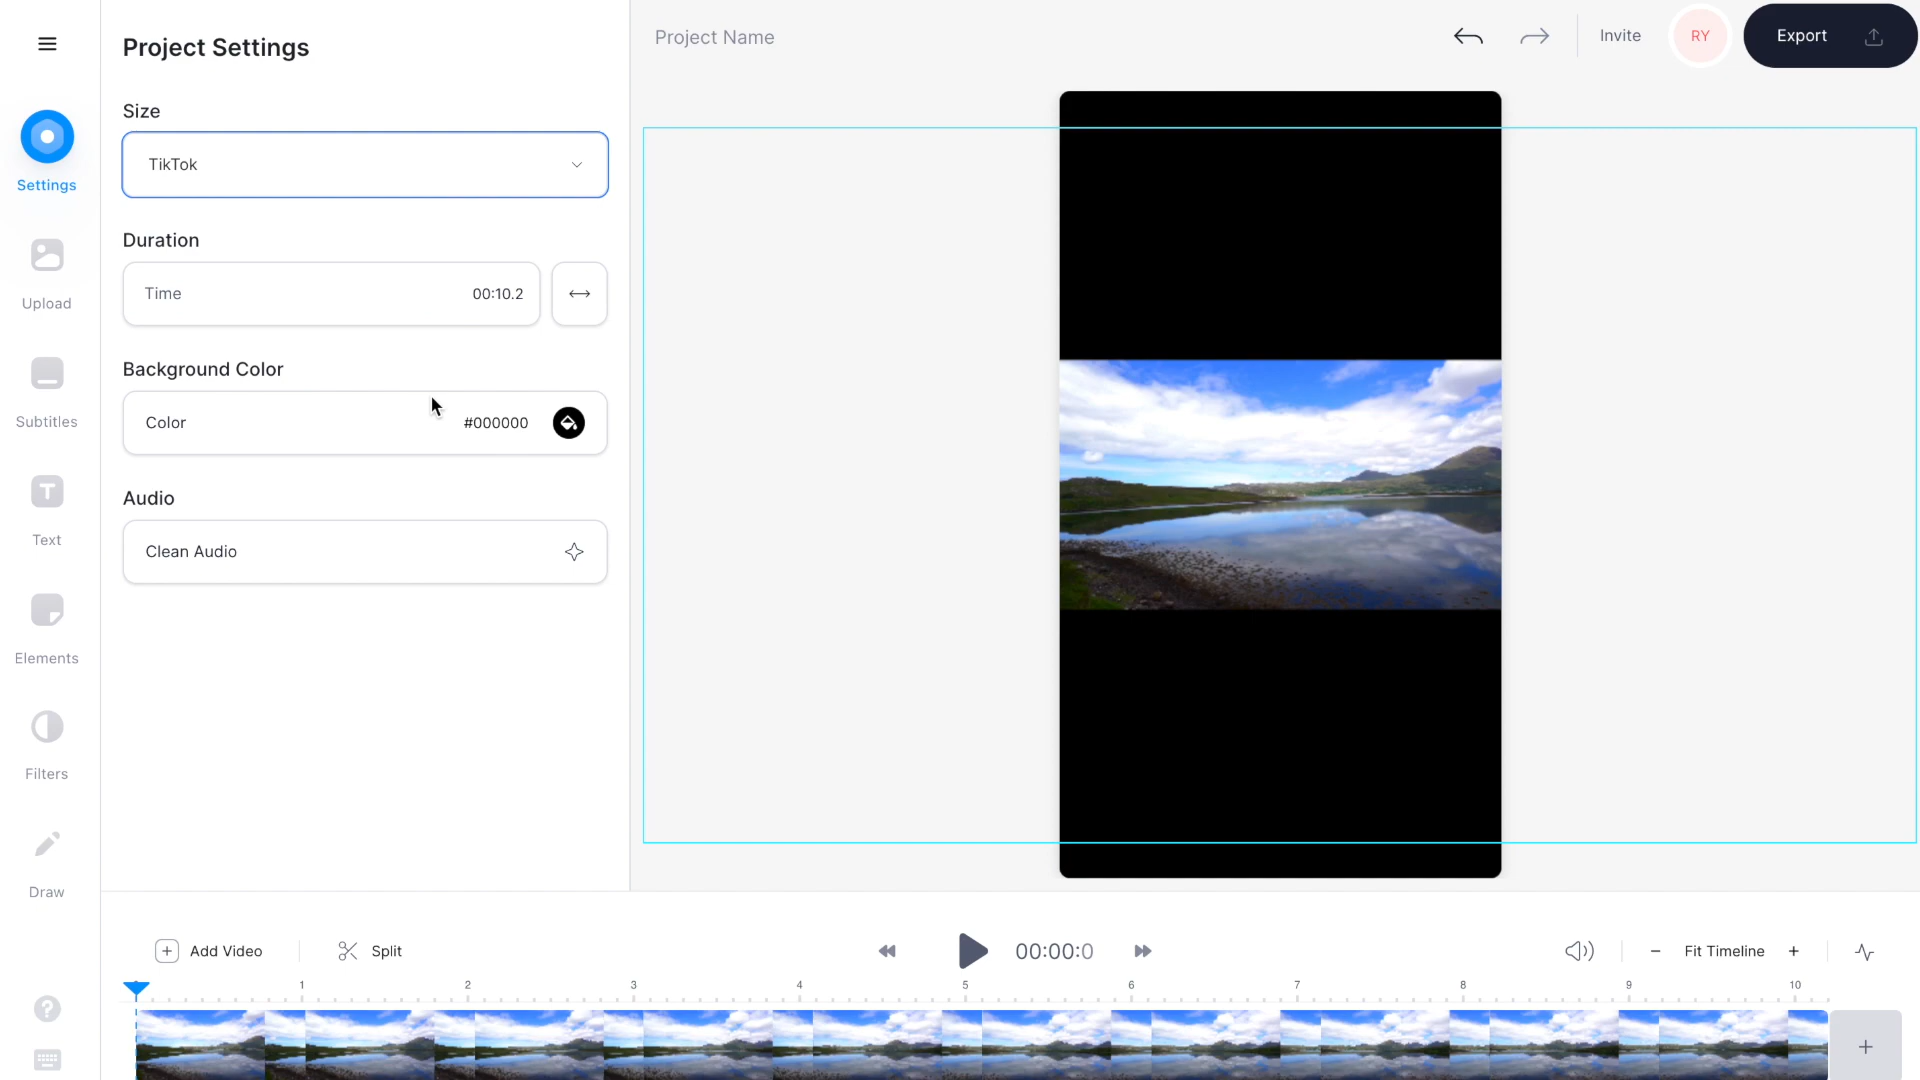 Project Settings
Project Name
Invite
RY
Export
Size
TikTok
Settings
Duration
Time
00:10.2
Upload
Background Color
Color
#000000
Subtitles
Audio
Clean Audio
Text
Elements
Filters
Draw
Add Video
Split
00:00:0
Fit Timeline
1 2 3 4 5 6 7 8 9 10